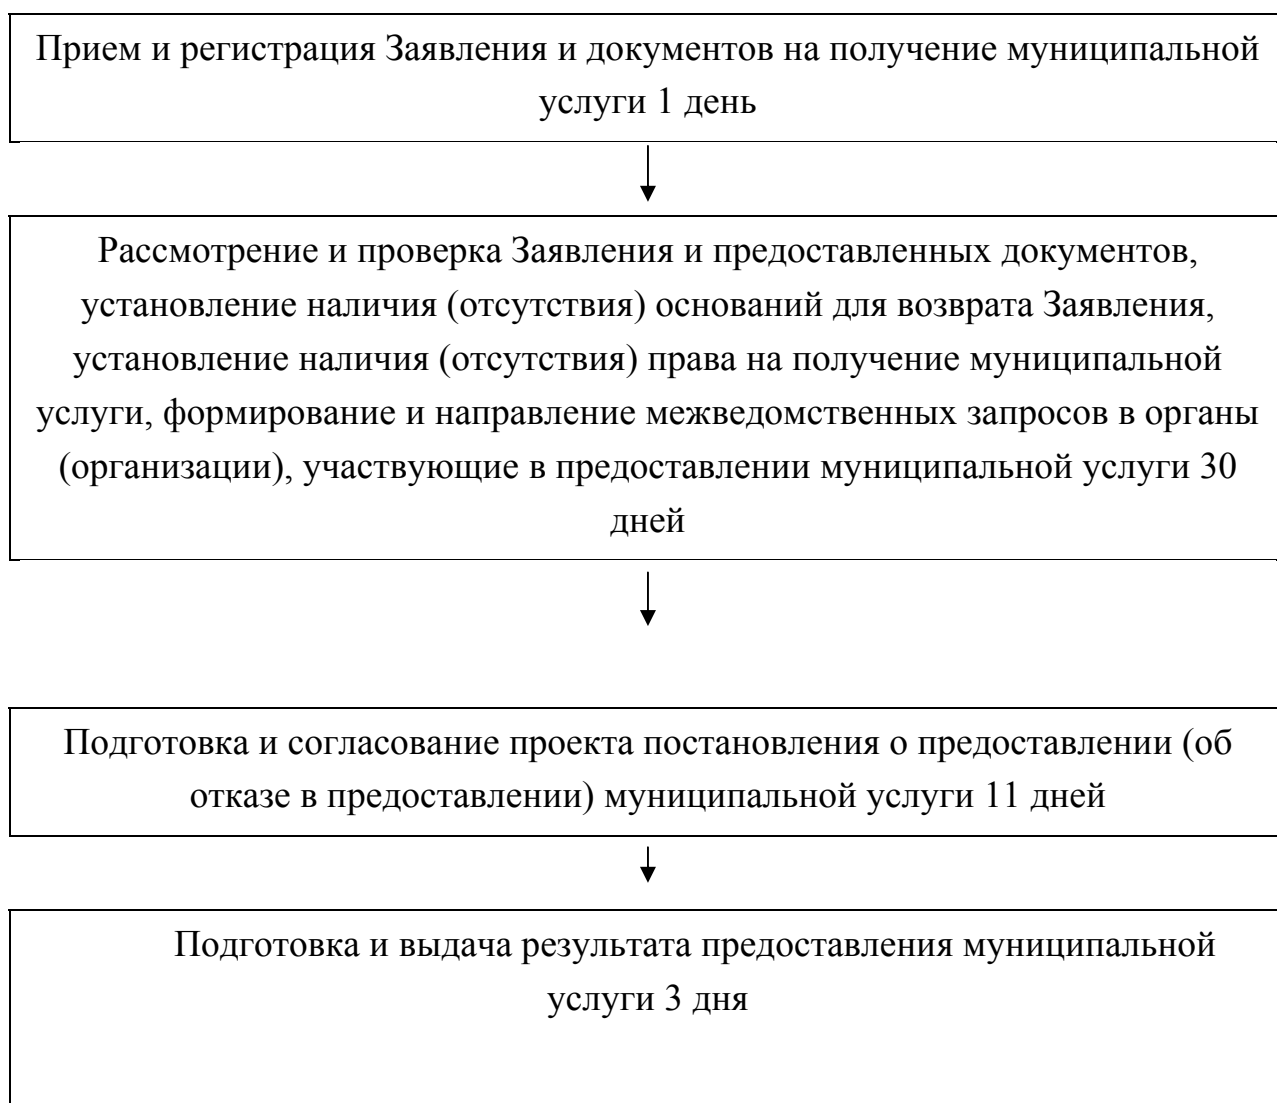 Прием и регистрация Заявления и документов на получение муниципальной
услуги 1 день
Рассмотрение и проверка Заявления и предоставленных документов,
установление наличия (отсутствия) оснований для возврата Заявления,
установление наличия (отсутствия) права на получение муниципальной
услуги, формирование и направление межведомственных запросов в органы
(организации), участвующие в предоставлении муниципальной услуги 30
дней
Подготовка и согласование проекта постановления о предоставлении (об
отказе в предоставлении) муниципальной услуги 11 дней
Подготовка и выдача результата предоставления муниципальной
услуги 3 дня